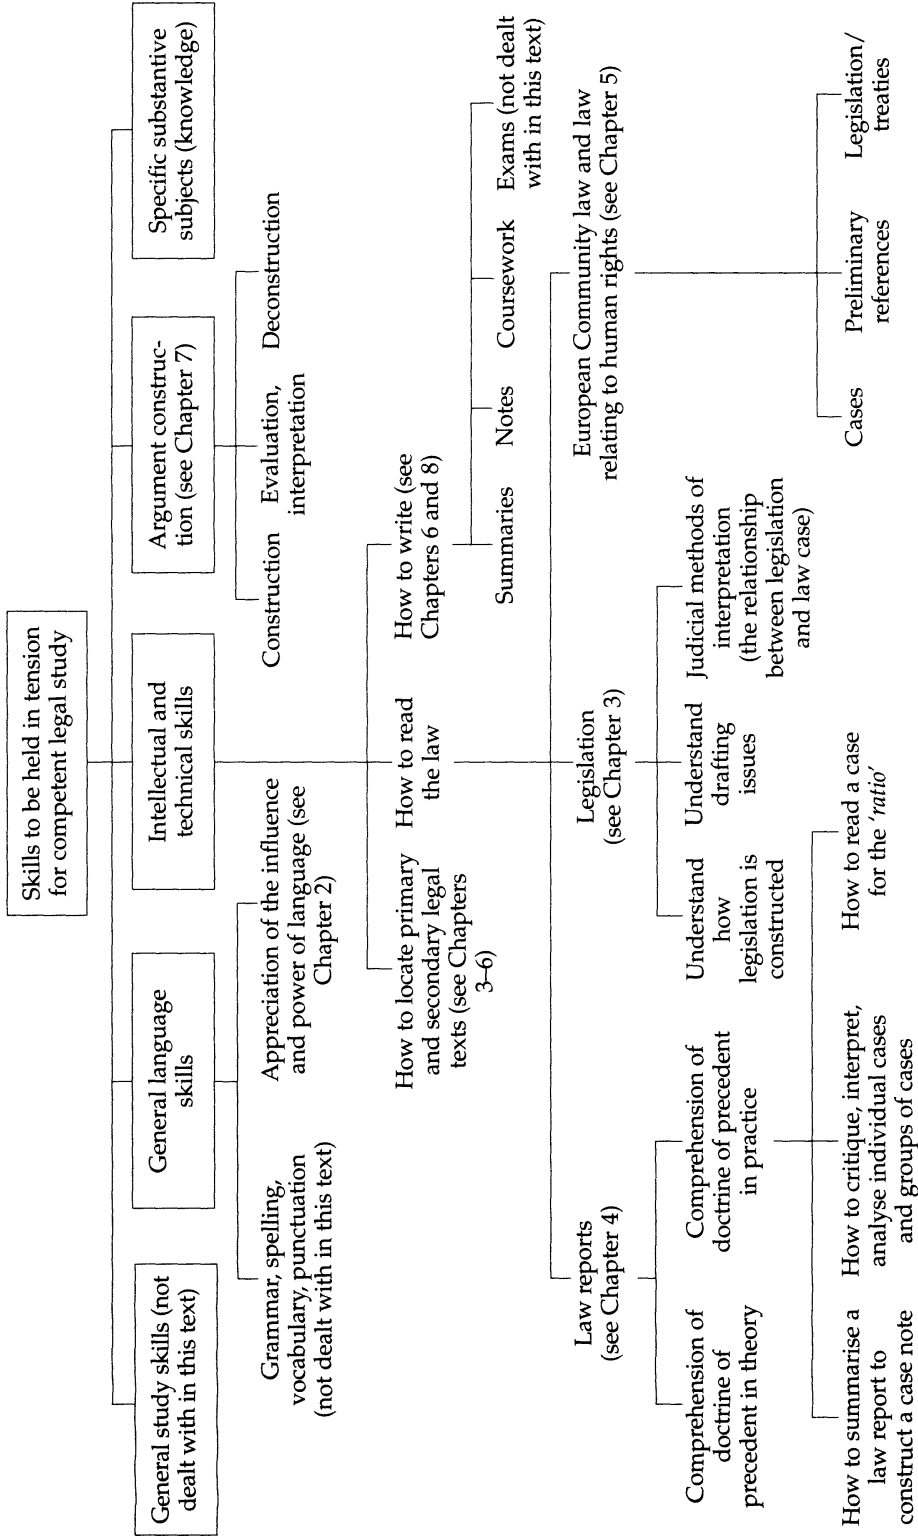 Skills to be held in tension
for competent legal study
General study skills (not
dealt with in this text)
General language
skills
Intellectual and
technical skills
Argument construc-
tion (see Chapter 7)
Specific substantive
subjects (knowledge)
Grammar, spelling,
vocabulary, punctuation
(not dealt with in this text)
Appreciation of the influence
and power of language (see
Chapter 2)
Construction
Evaluation,
interpretation
Deconstruction
How to locate primary
and secondary legal
texts (see Chapters
3–6)
How to read
the law
How to write (see
Chapters 6 and 8)
Summaries
Notes
Coursework
Exams (not dealt
with in this text)
Law reports
(see Chapter 4)
Legislation
(see Chapter 3)
European Community law and law
relating to human rights (see Chapter 5)
Comprehension of
doctrine of
precedent in theory
Comprehension of
doctrine of precedent
in practice
Understand
how
legislation is
constructed
Understand
drafting
issues
Judicial methods of
interpretation
(the relationship
between legislation
and law case)
Cases
Preliminary
references
Legislation/
treaties
How to summarise a
law report to
construct a case note
How to critique, interpret,
analyse individual cases
and groups of cases
How to read a case
for the 'ratio'